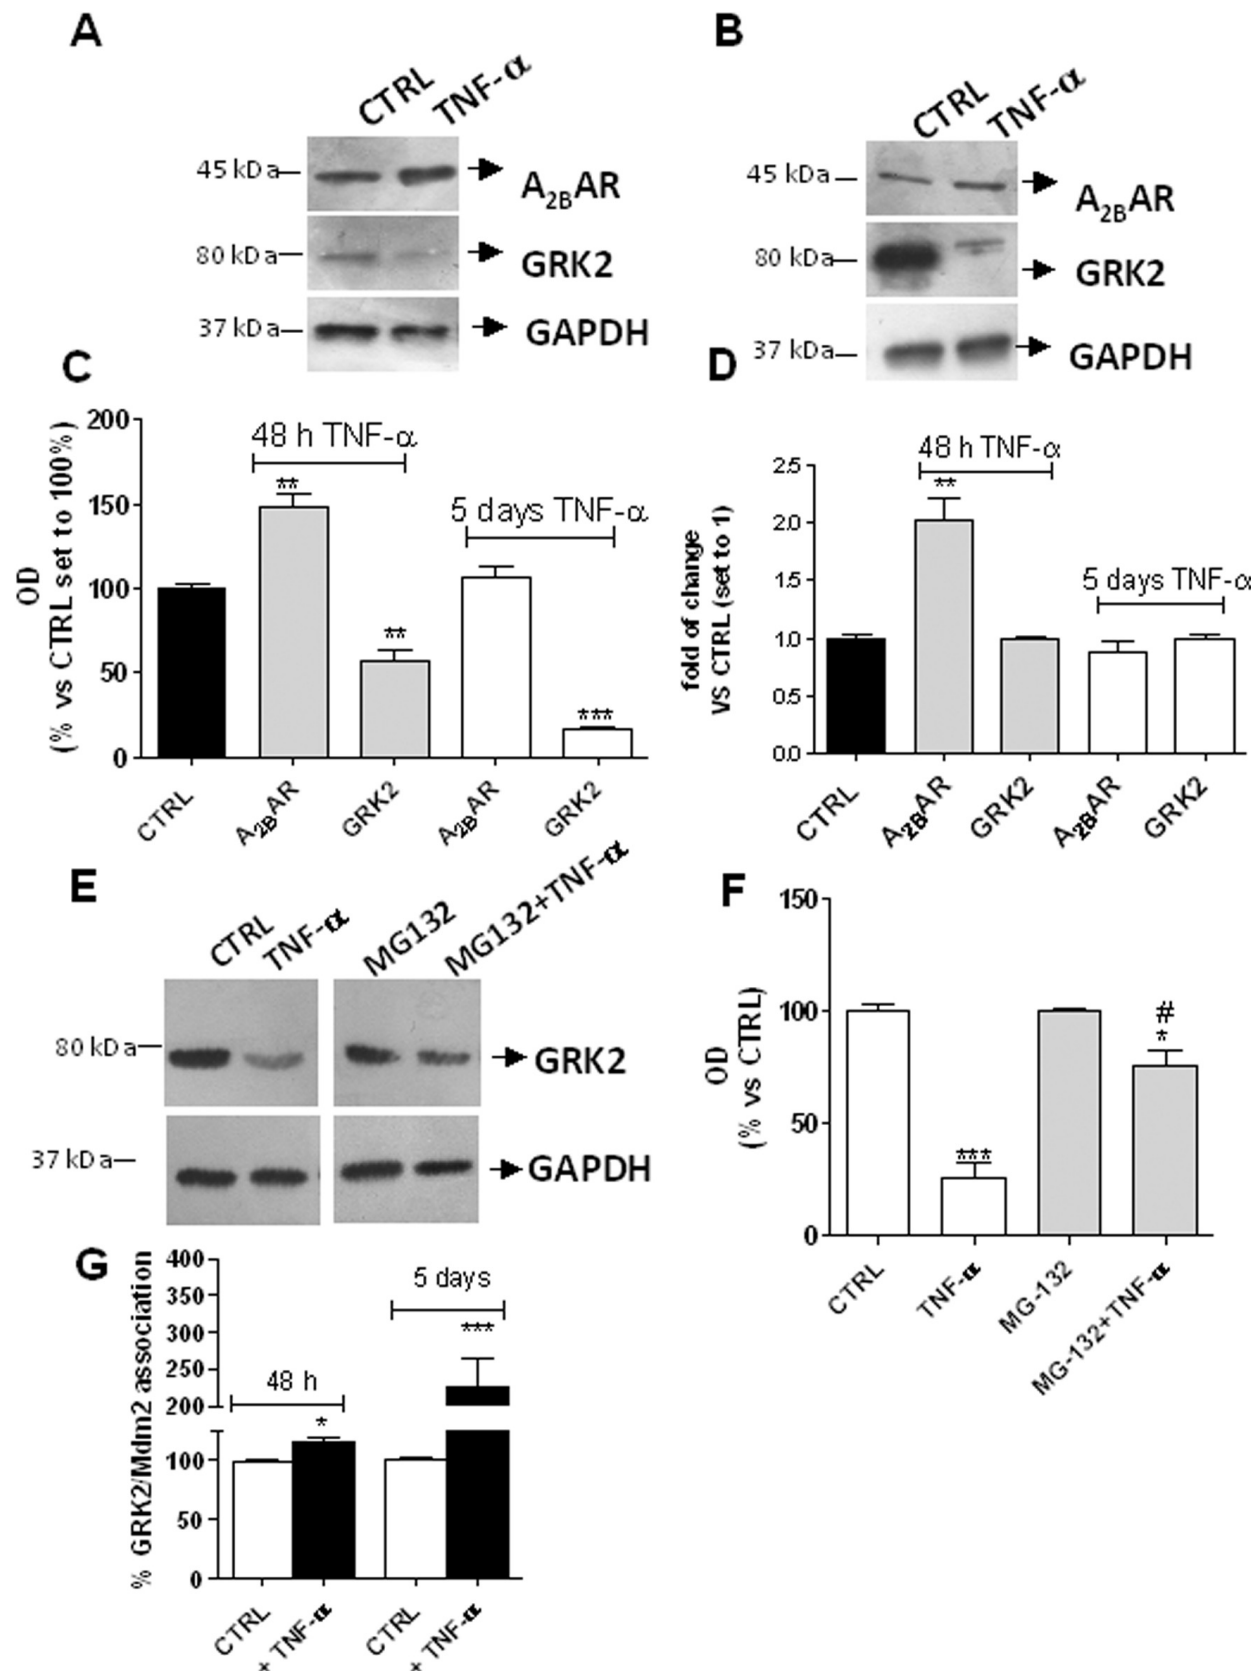 A
CTRL TNF-α
45 kDa
A2BAR
80 kDa
GRK2
37 kDa
GAPDH
B
CTRL TNF-α
45 kDa
A2BAR
80 kDa
GRK2
37 kDa
GAPDH
C
OD
(% vs CTRL set to 100%)
200
150
100
50
0
48 h TNF-α
**
**
5 days TNF-α
***
CTRL A2BAR GRK2 A2BAR GRK2
D
fold of change
VS CTRL (set to 1)
2.5
2.0
1.5
1.0
0.5
0.0
48 h TNF-α
**
5 days TNF-α
CTRL A2BAR GRK2 A2BAR GRK2
E
CTRL TNF-α MG132 MG132+TNF-α
80 kDa
GRK2
37 kDa
GAPDH
F
OD
(% vs CTRL)
150
100
50
0
***
#
*
CTRL TNF-α MG-132 MG-132+TNF-α
G
% GRK2/Mdm2 association
400
350
300
250
200
100
50
0
48 h
*
5 days
***
CTRL + TNF-α CTRL + TNF-α